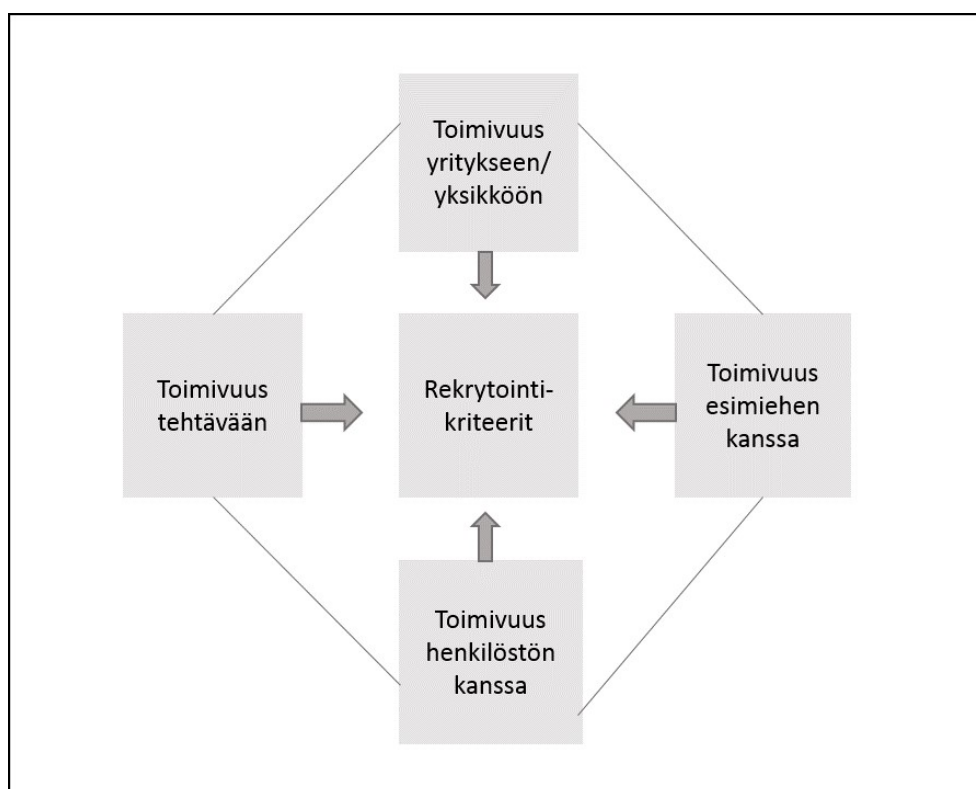 Toimivuus
yritykseen/
yksikköön
Toimivuus
tehtävään
Rekrytointi-
kriteerit
Toimivuus
esimiehen
kanssa
Toimivuus
henkilöstön
kanssa